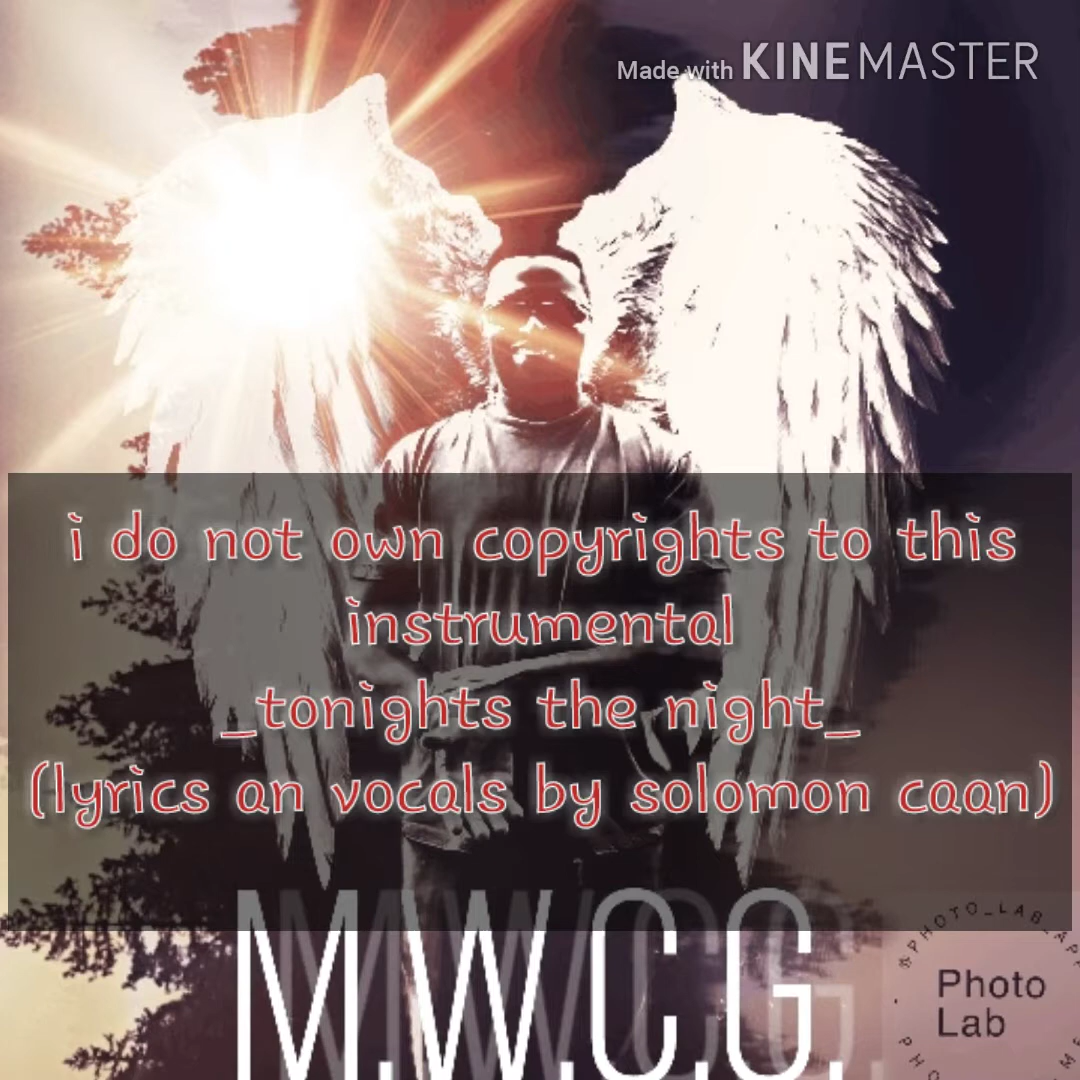 Made with KINEMASTER
i do not own copyrights to this
instrumental
_tonights the night_
(lyrics an vocals by solomon caan)
M.W.C.G.
#PHOTO_LAB_AP
Photo
Lab